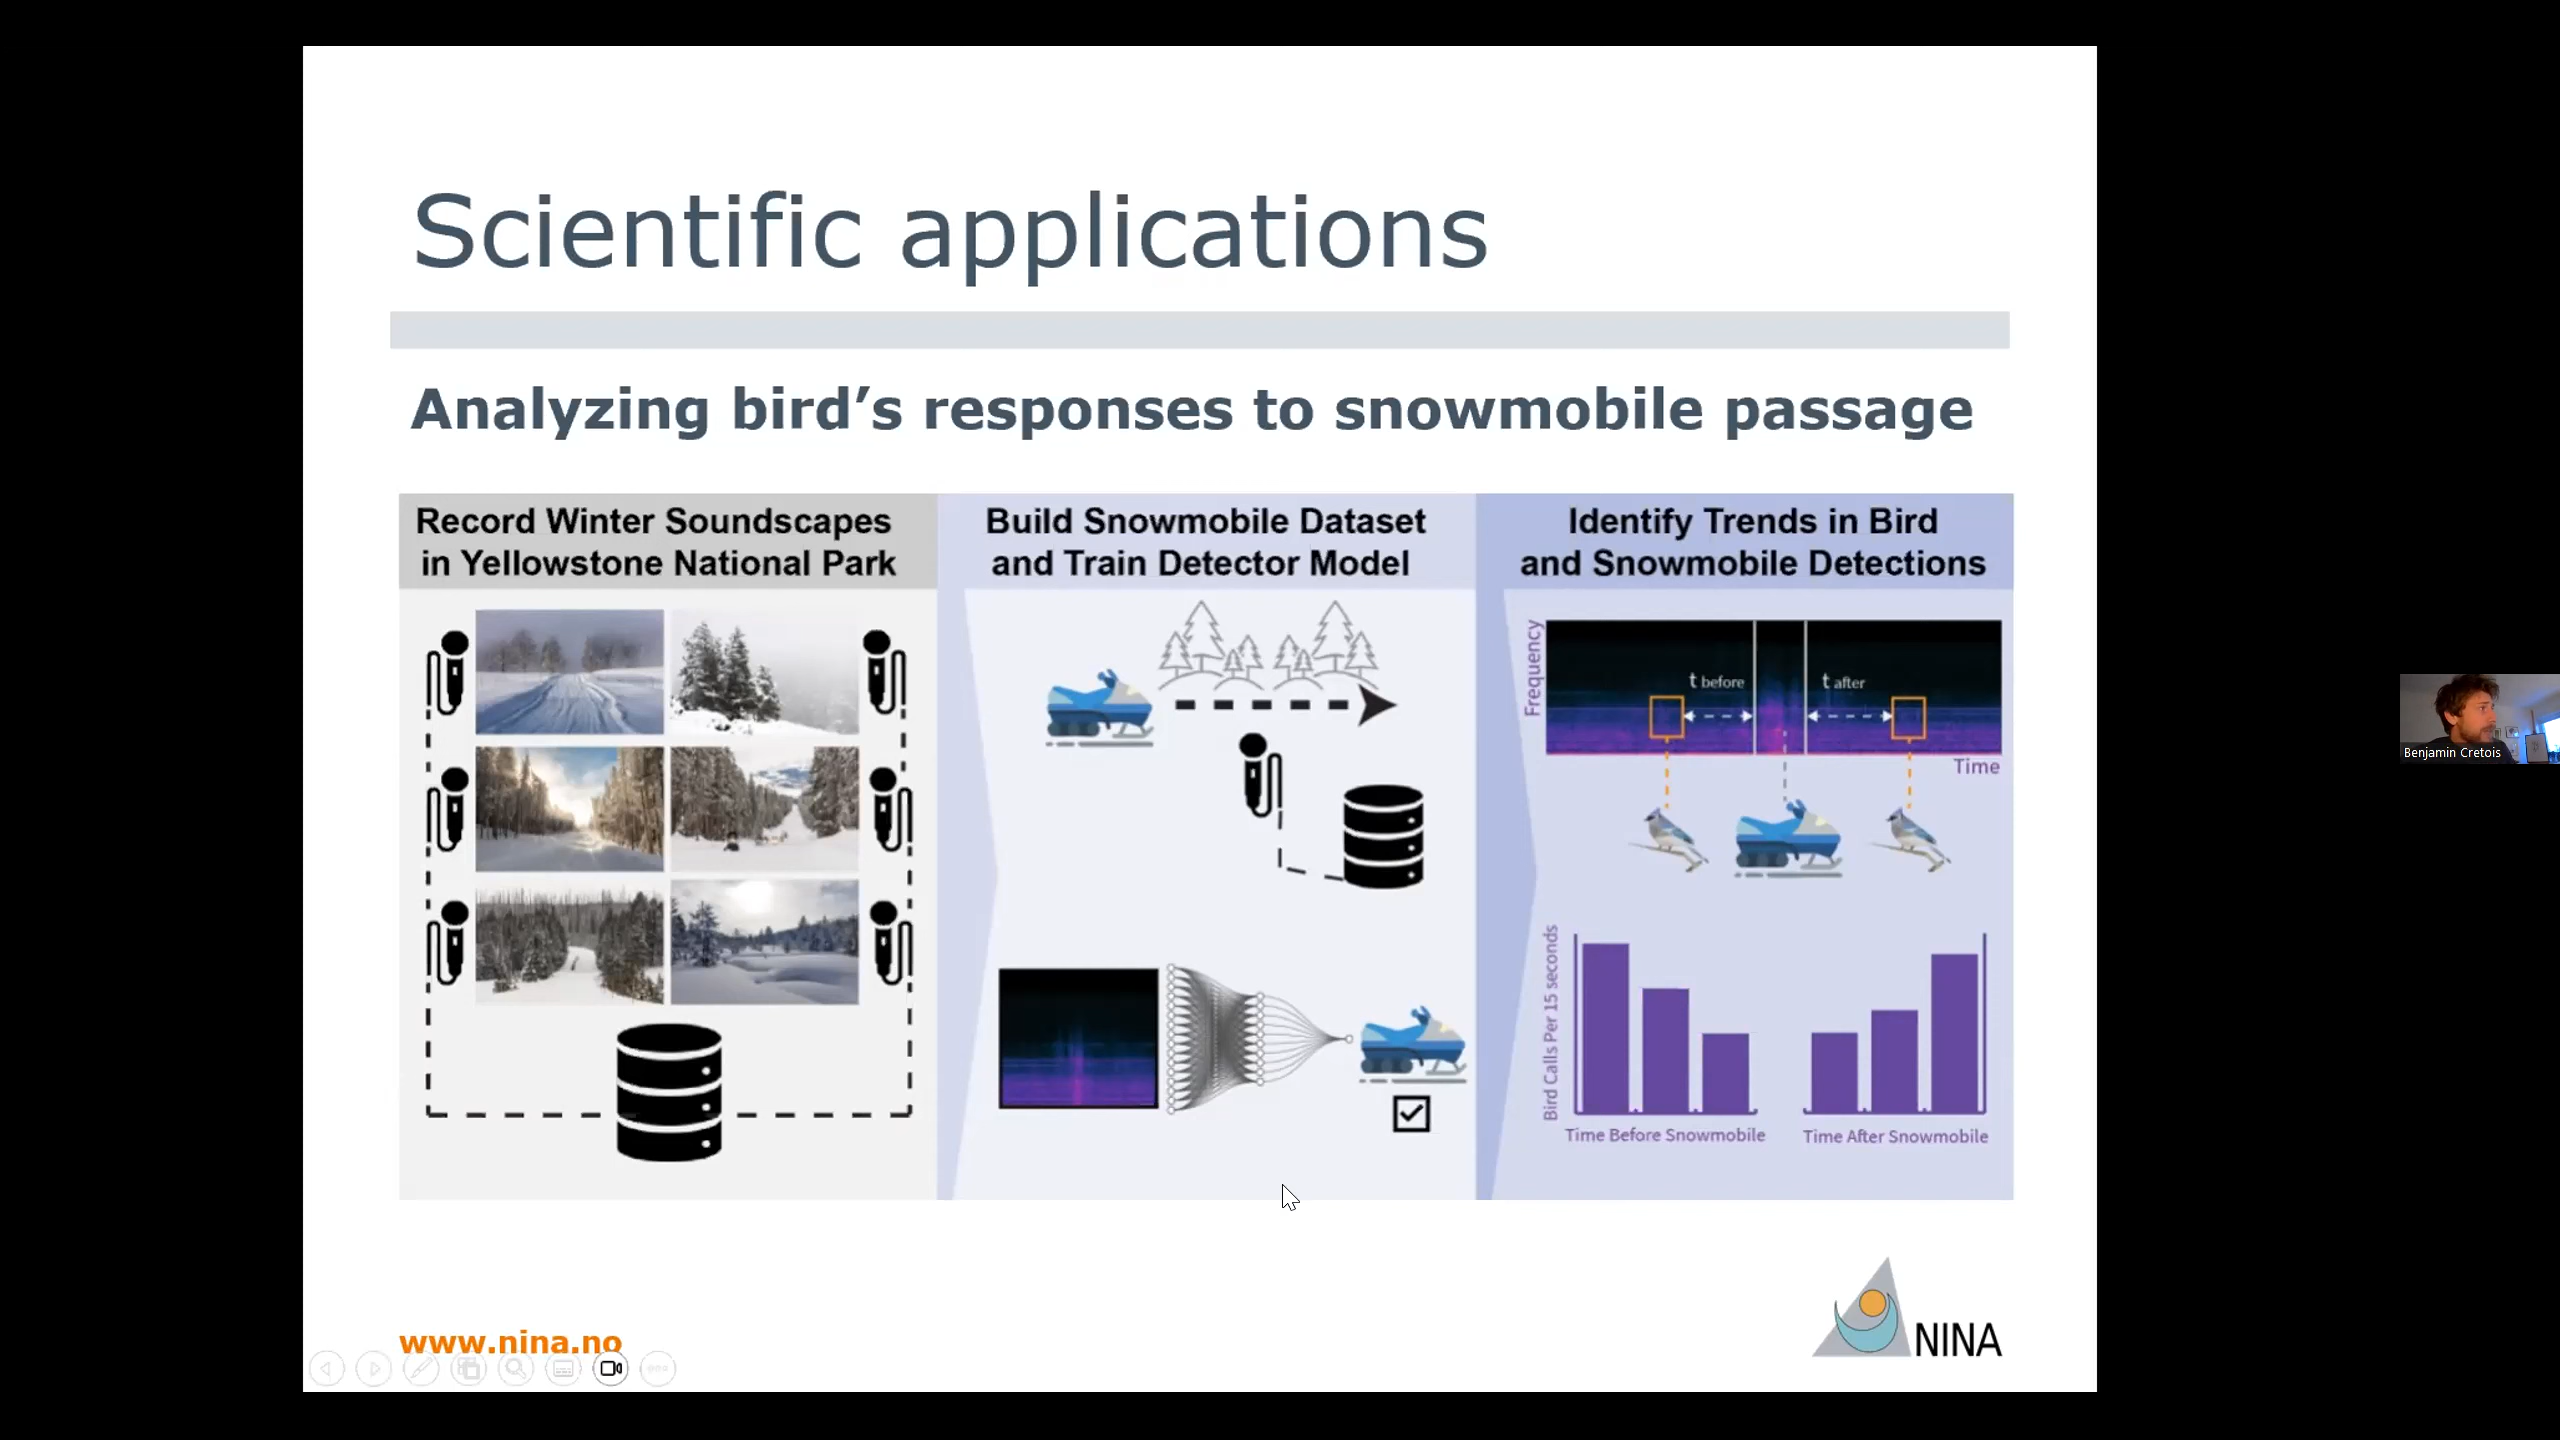 Scientific applications
Analyzing bird’s responses to snowmobile passage
Record Winter Soundscapes
in Yellowstone National Park
Build Snowmobile Dataset
and Train Detector Model
Identify Trends in Bird
and Snowmobile Detections
Frequency
t before
t after
Time
Bird Calls Per 15 seconds
Time Before Snowmobile
Time After Snowmobile
www.nina.no
NINA
Benjamin Cretois